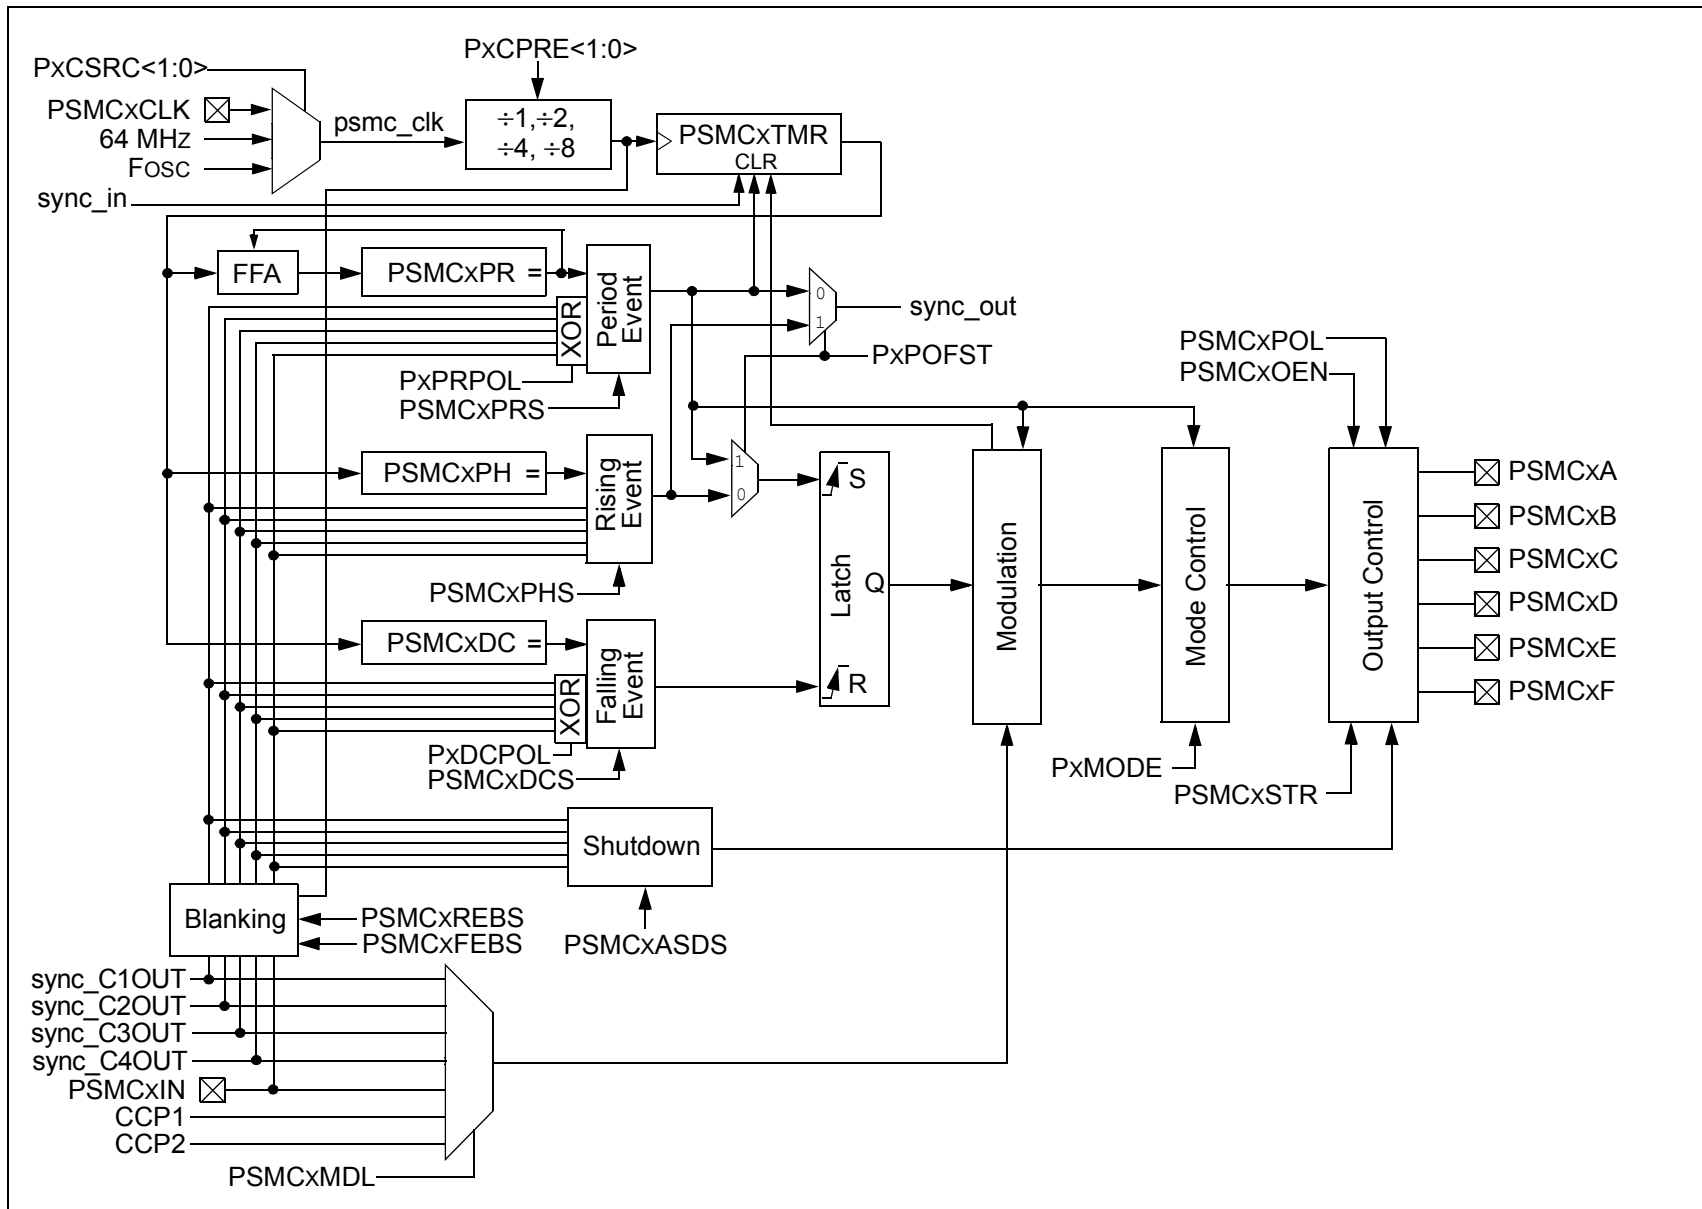 PxCPRE<1:0>
PxCSRC<1:0>
PSMCxCLK
64 MHz
FOSC
psmc_clk
÷1,÷2,
÷4, ÷8
PSMCxTMR
CLR
sync_in
FFA
PSMCxPR =
XOR
Period
Event
0
1
sync_out
PxPOFST
PxPRPOL
PSMCxPRS
PSMCxPOL
PSMCxOEN
PSMCxPH =
Rising
Event
1
0
PSMCxPHS
S
Latch
Q
R
Modulation
Mode Control
Output Control
PSMCxA
PSMCxB
PSMCxC
PSMCxD
PSMCxE
PSMCxF
PSMCxDC =
XOR
Falling
Event
PxDCPOL
PSMCxDCS
PxMODE
PSMCxSTR
Shutdown
PSMCxASDS
Blanking
PSMCxREBS
PSMCxFEBS
sync_C1OUT
sync_C2OUT
sync_C3OUT
sync_C4OUT
PSMCxIN
CCP1
CCP2
PSMCxMDL